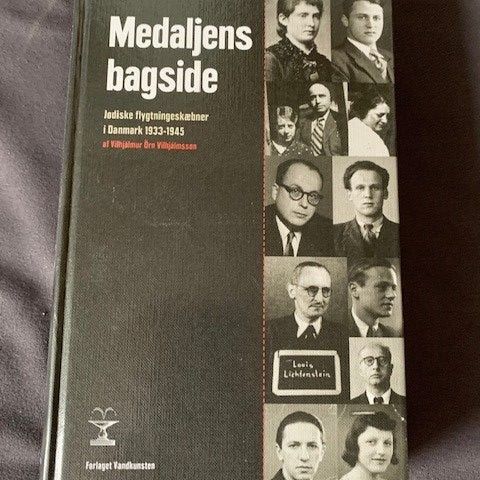 Medaljens
bagside
Jødiske flygtningeskæbner
i Danmark 1933-1945
af Vilhjálmur Örn Vilhjálmsson
Louis
Lichtenstein
Forlaget Vandkunsten